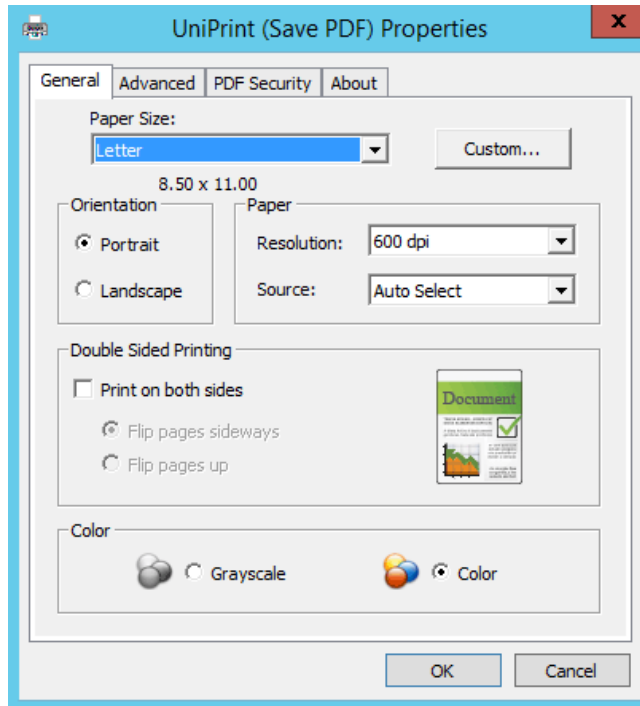 UniPrint (Save PDF) Properties
x
General Advanced PDF Security About
Paper Size:
Letter
Custom...
8.50 x 11.00
Orientation
Portrait
Landscape
Paper
Resolution: 600 dpi
Source: Auto Select
Double Sided Printing
Print on both sides
Flip pages sideways
Flip pages up
Document
Color
Grayscale
Color
OK Cancel